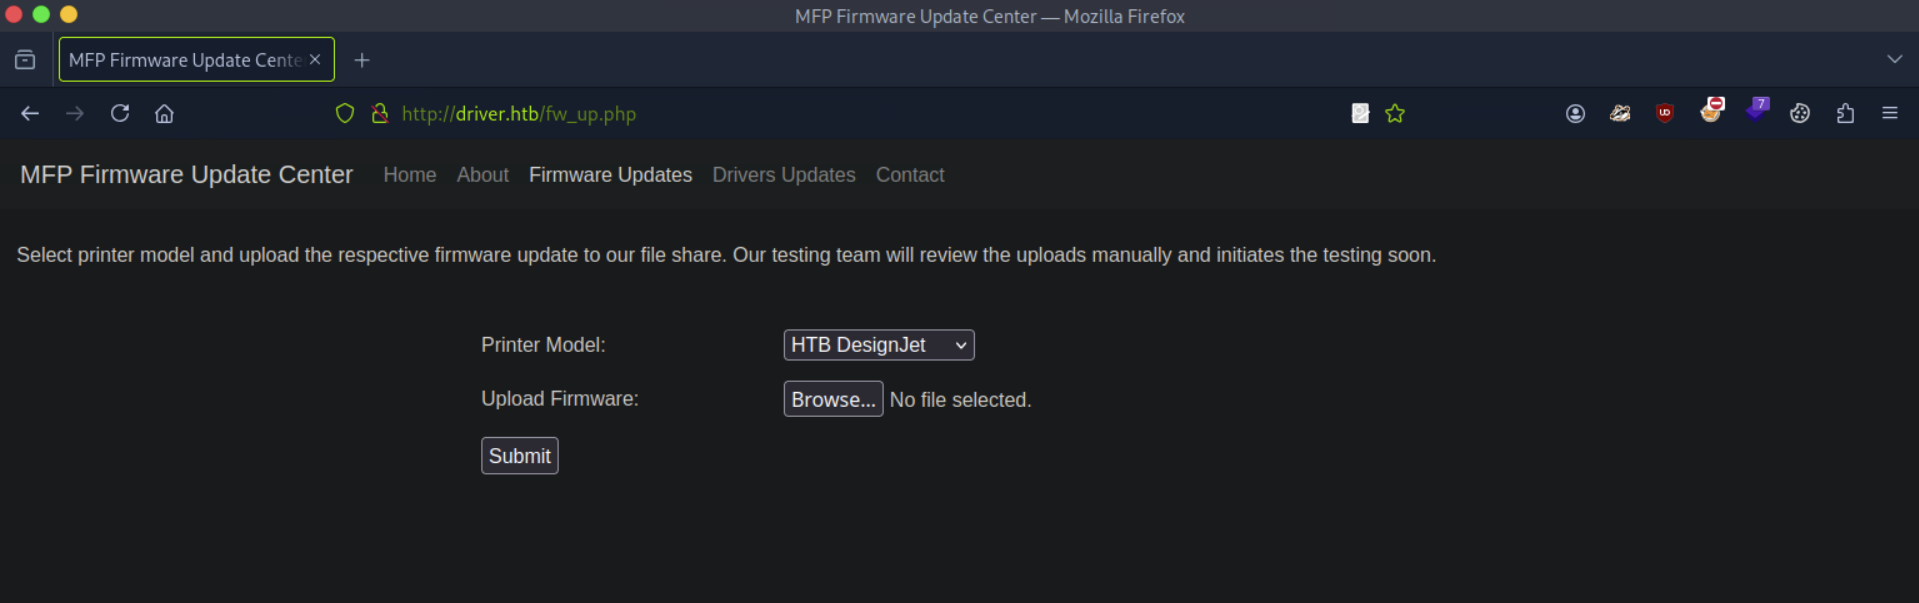 MFP Firmware Update Center — Mozilla Firefox
MFP Firmware Update Cente
http://driver.htb/fw_up.php
7
MFP Firmware Update Center Home About Firmware Updates Drivers Updates Contact
Select printer model and upload the respective firmware update to our file share. Our testing team will review the uploads manually and initiates the testing soon.
Printer Model: HTB DesignJet
Upload Firmware: Browse... No file selected.
Submit